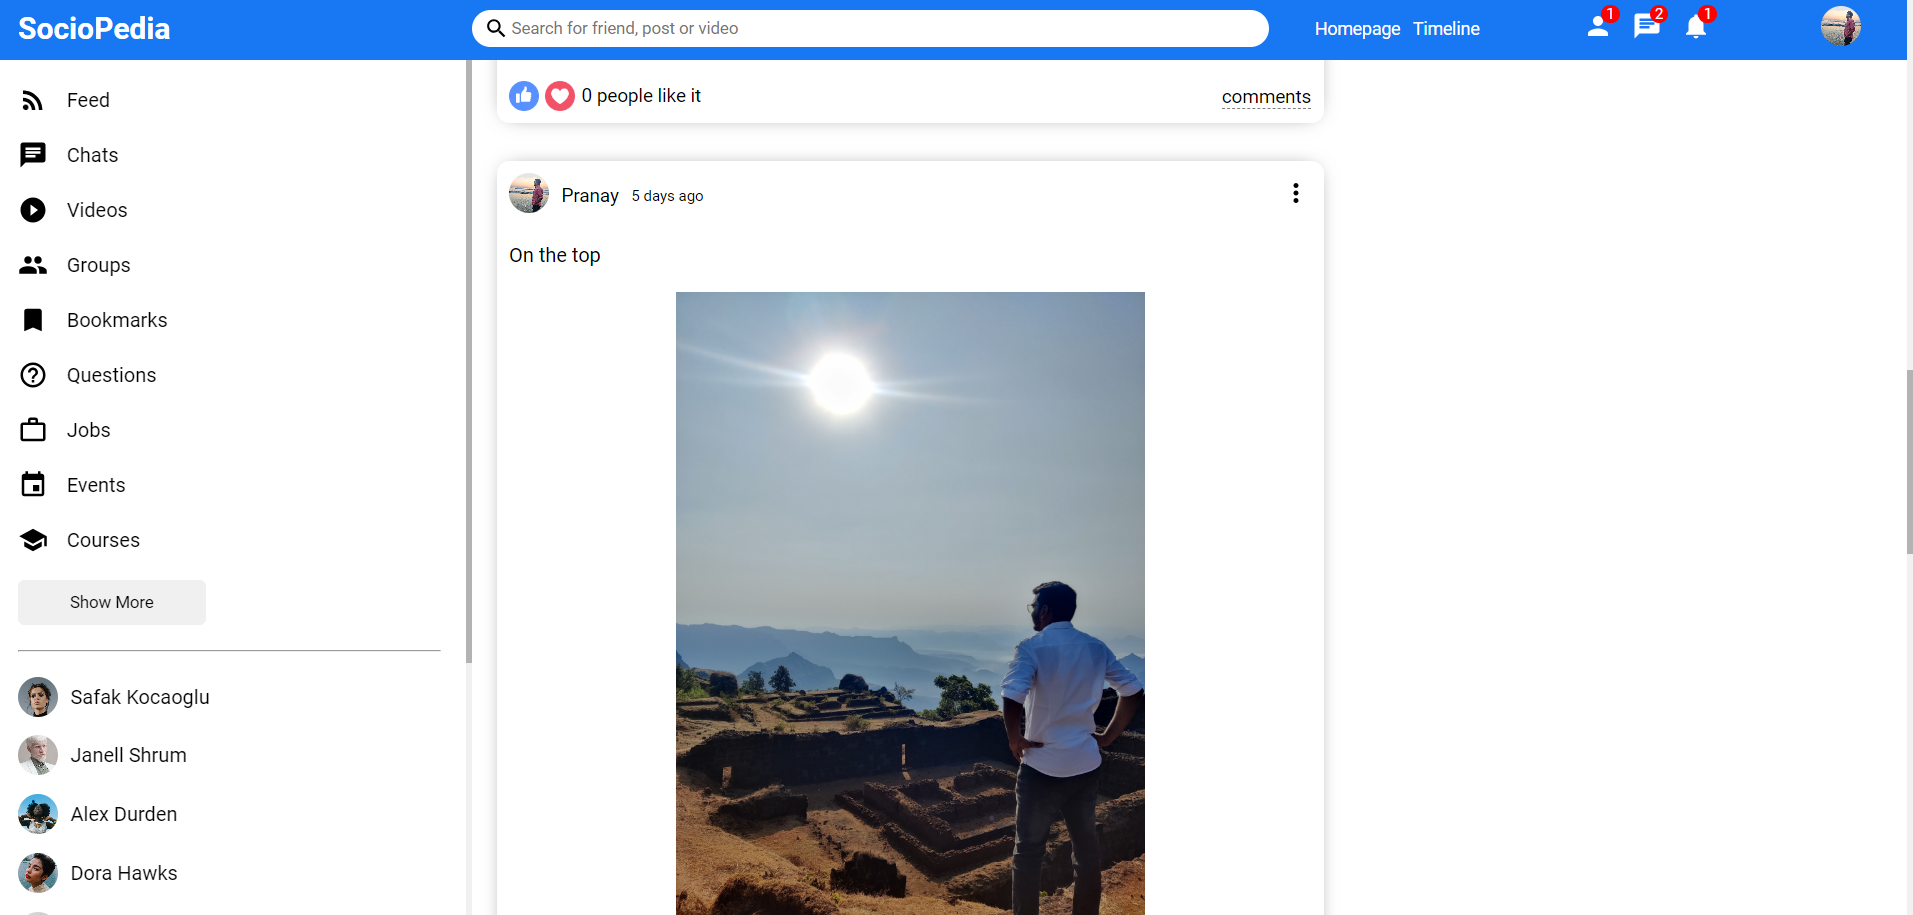 SocioPedia
Search for friend, post or video
Homepage Timeline
1
2
1
Feed
Chats
Videos
Groups
Bookmarks
Questions
Jobs
Events
Courses
Show More
Safak Kocaoglu
Janell Shrum
Alex Durden
Dora Hawks
0 people like it
comments
Pranay 5 days ago
On the top